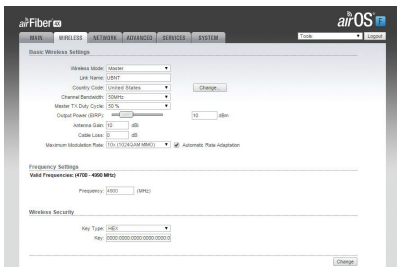 airFiber 4X
airOS F
MAIN WIRELESS NETWORK ADVANCED SERVICES SYSTEM Tools: Logout
Basic Wireless Settings
Wireless Mode: Master
Link Name: UBNT
Country Code: United States Change...
Channel Bandwidth: 50MHz
Master TX Duty Cycle: 50 %
Output Power (EIRP): 10 dBm
Antenna Gain: 10 dBi
Cable Loss: 0 dB
Maximum Modulation Rate: 10x (1024QAM MIMO) Automatic Rate Adaptation
Frequency Settings
Valid Frequencies: (4700 - 4990 MHz)
Frequency: 4900 (MHz)
Wireless Security
Key Type: HEX
Key: 0000:0000:0000:0000:0000:0
Change